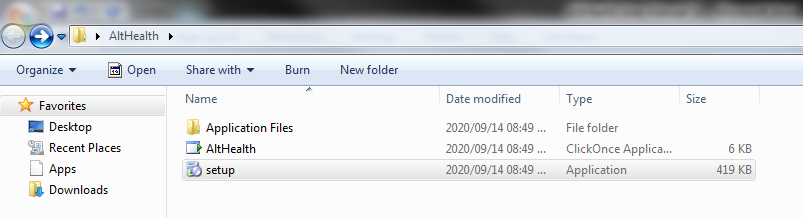 AltHealth
Organize Open Share with Burn New folder
Name Date modified Type Size
Favorites
Desktop
Recent Places
Apps
Downloads
Application Files 2020/09/14 08:49 ... File folder
AltHealth 2020/09/14 08:49 ... ClickOnce Applica... 6 KB
setup 2020/09/14 08:49 ... Application 419 KB